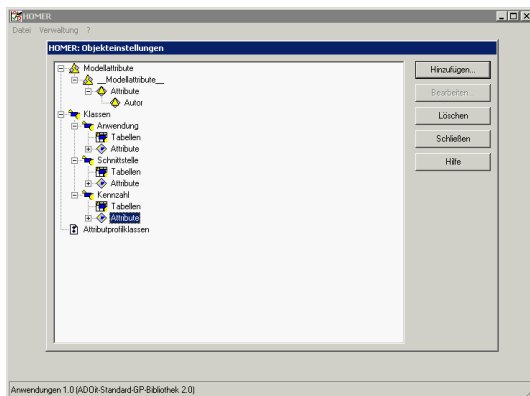 HOMER
Datei Verwaltung ?
HOMER: Objekteinstellungen
Modellattribute
__Modellattribute__
Attribute
Autor
Klassen
Anwendung
Tabellen
Attribute
Schnittstelle
Tabellen
Attribute
Kennzahl
Tabellen
Attribute
Attributprofilklassen
Hinzufügen...
Bearbeiten...
Löschen
Schließen
Hilfe
Anwendungen 1.0 (ADOit-Standard-GP-Bibliothek 2.0)